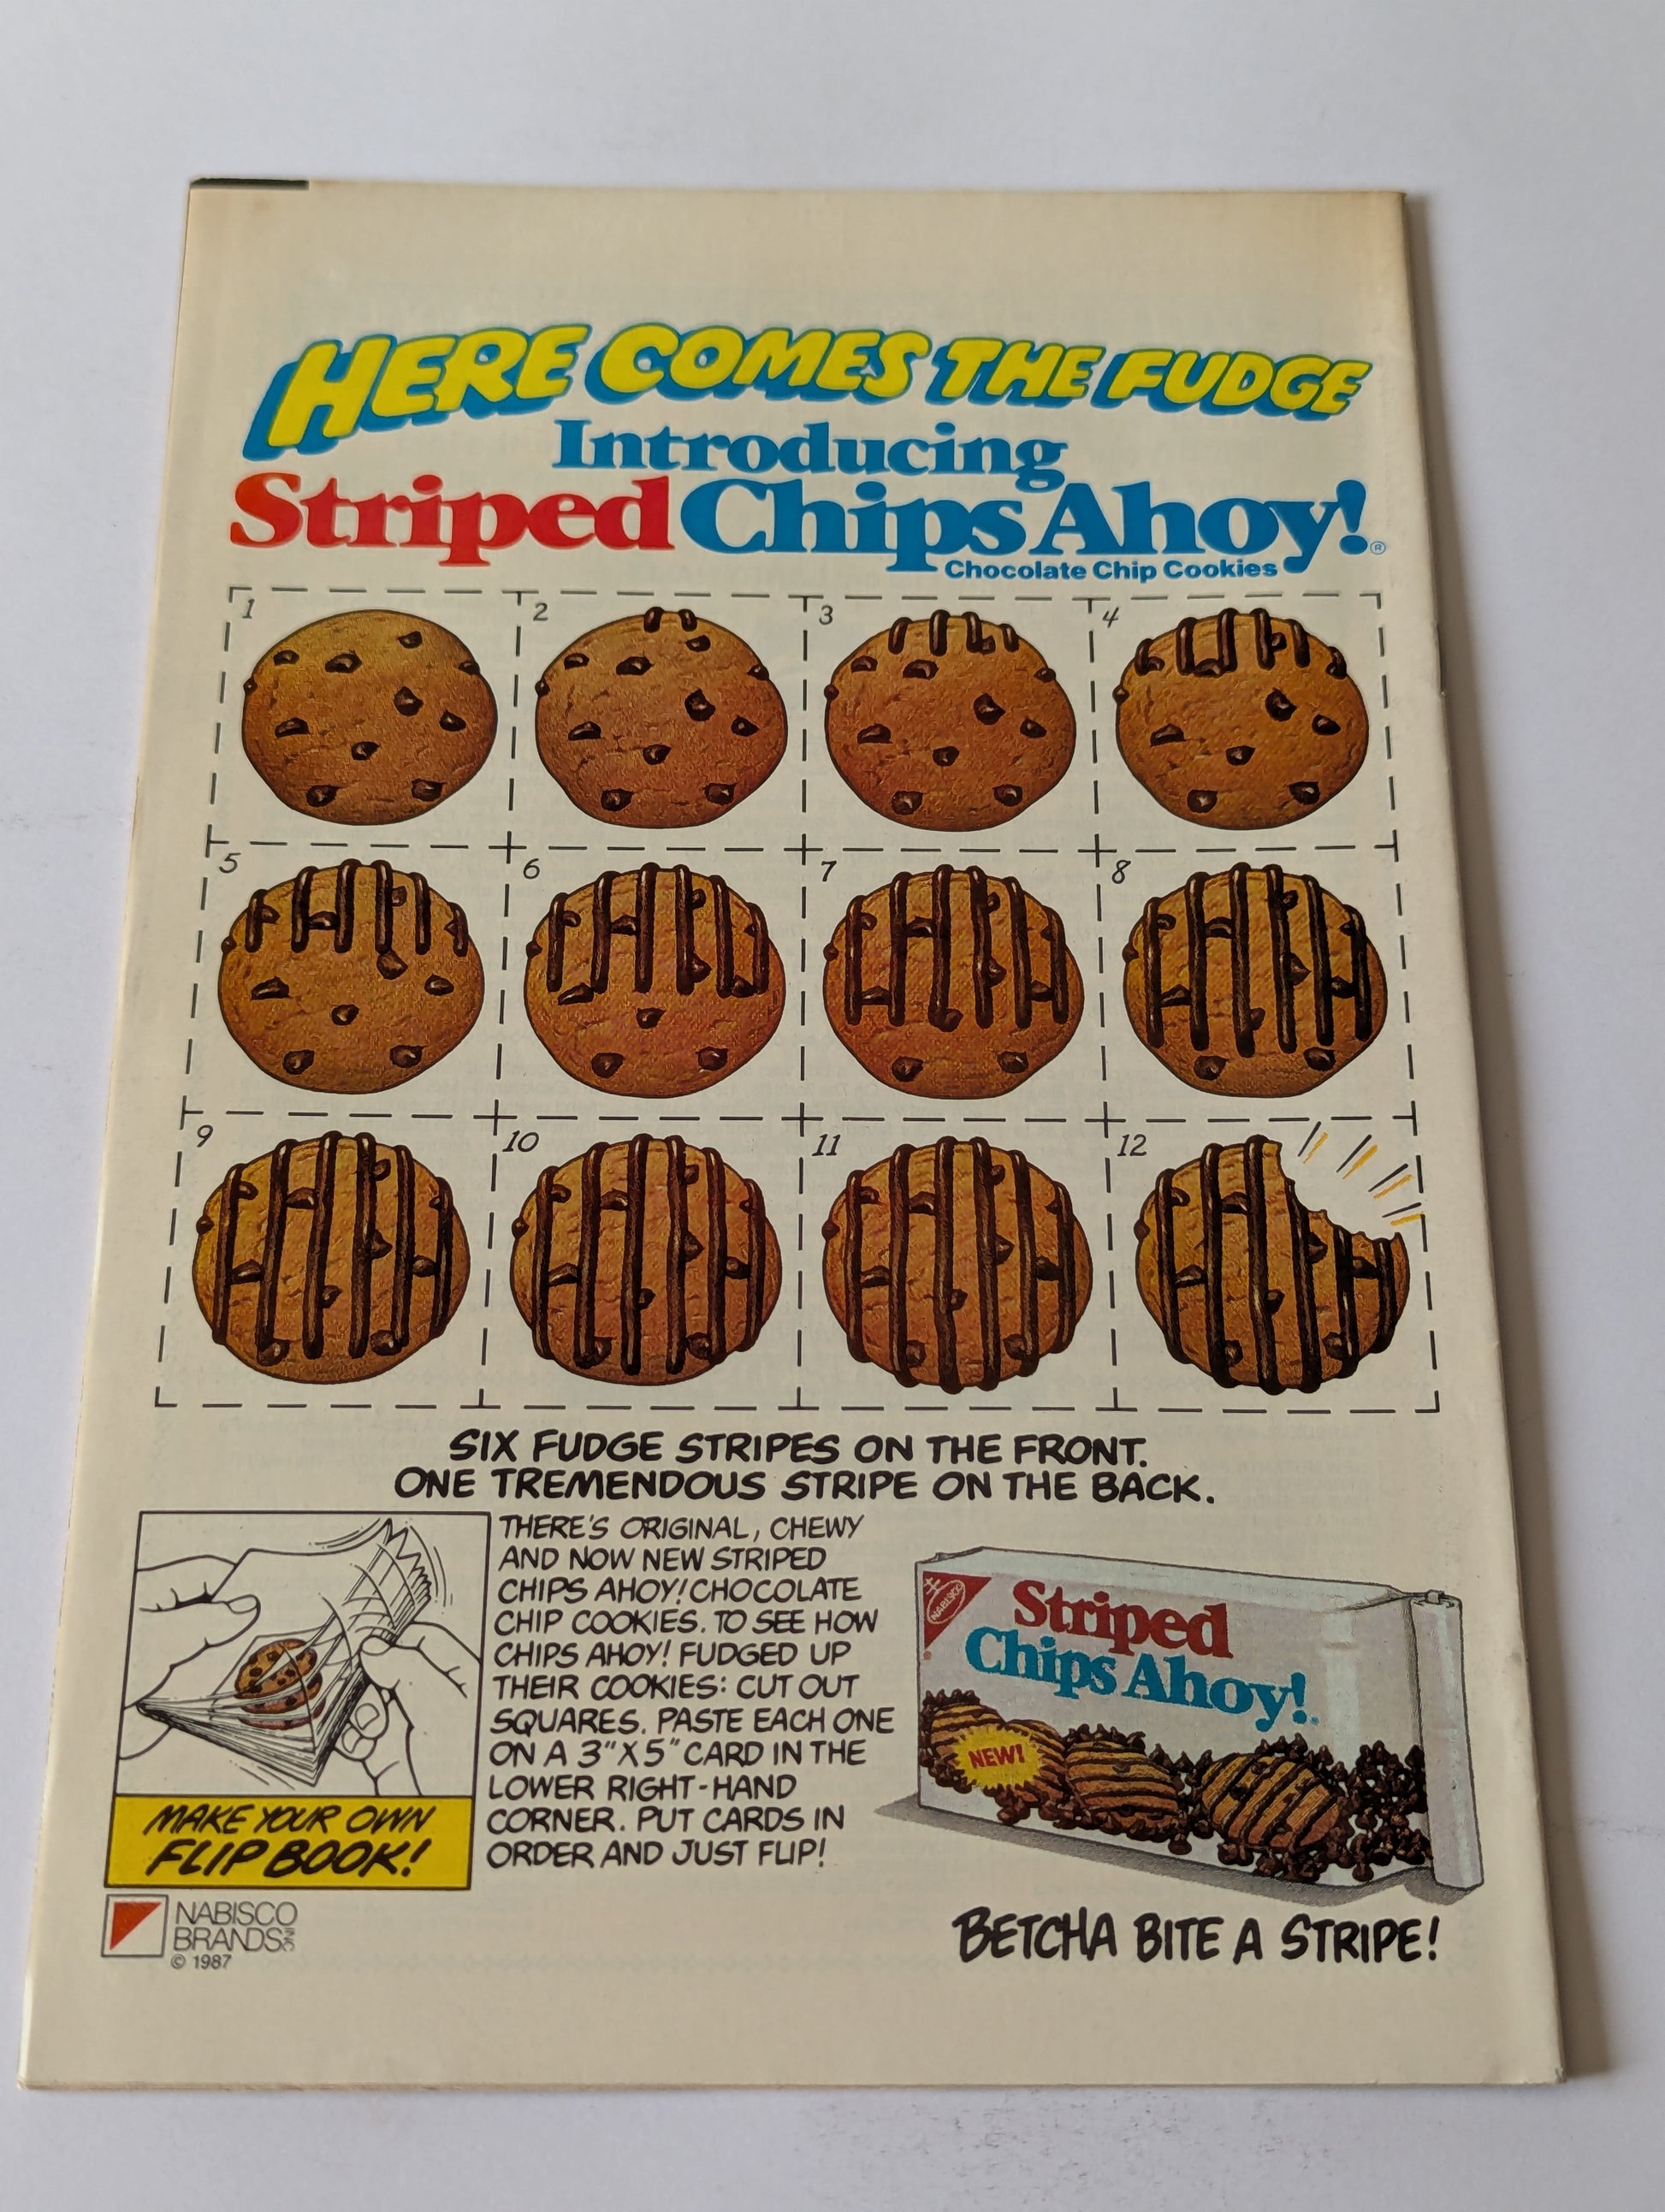 HERE COMES THE FUDGE
Introducing
Striped Chips Ahoy!®
Chocolate Chip Cookies
1
2
3
4
5
6
7
8
9
10
11
12
SIX FUDGE STRIPES ON THE FRONT.
ONE TREMENDOUS STRIPE ON THE BACK.
MAKE YOUR OWN
FLIP BOOK!
THERE'S ORIGINAL, CHEWY
AND NOW NEW STRIPED
CHIPS AHOY! CHOCOLATE
CHIP COOKIES. TO SEE HOW
CHIPS AHOY! FUDGED UP
THEIR COOKIES: CUT OUT
SQUARES. PASTE EACH ONE
ON A 3" X 5" CARD IN THE
LOWER RIGHT-HAND
CORNER. PUT CARDS IN
ORDER AND JUST FLIP!
NABISCO
Striped
Chips Ahoy!
NEW!
BETCHA BITE A STRIPE!
NABISCO
BRANDS INC
© 1987